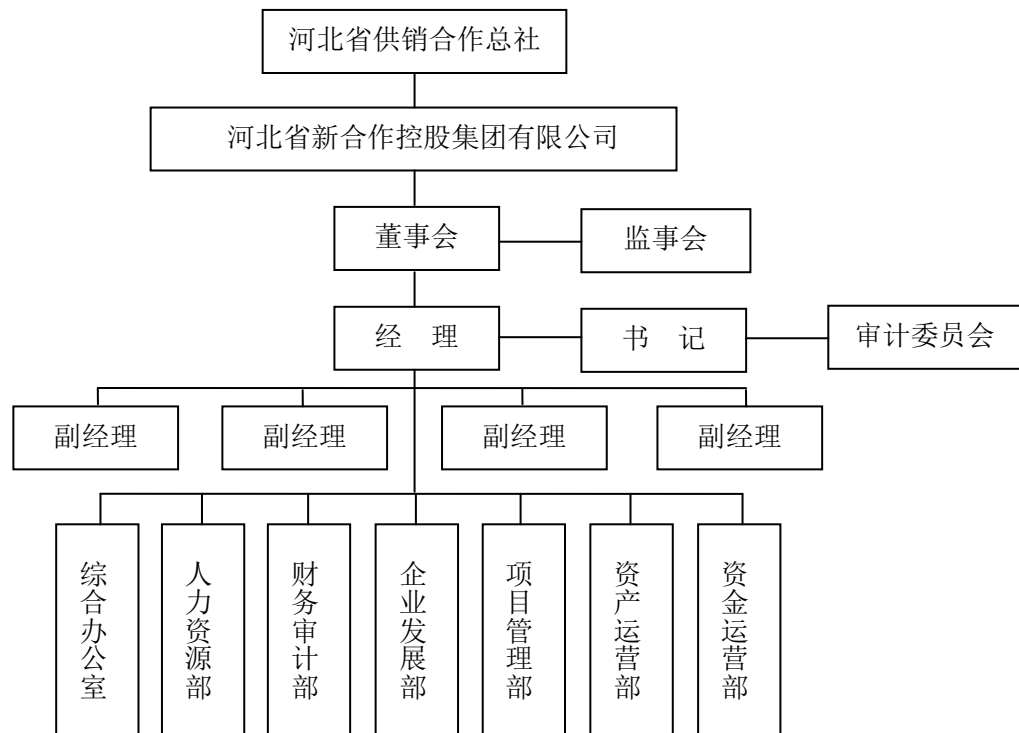 河北省供销合作总社
河北省新合作控股集团有限公司
董事会
监事会
经 理
书 记
审计委员会
副经理
副经理
副经理
副经理
综合办公室
人力资源部
财务审计部
企业发展部
项目管理部
资产运营部
资金运营部